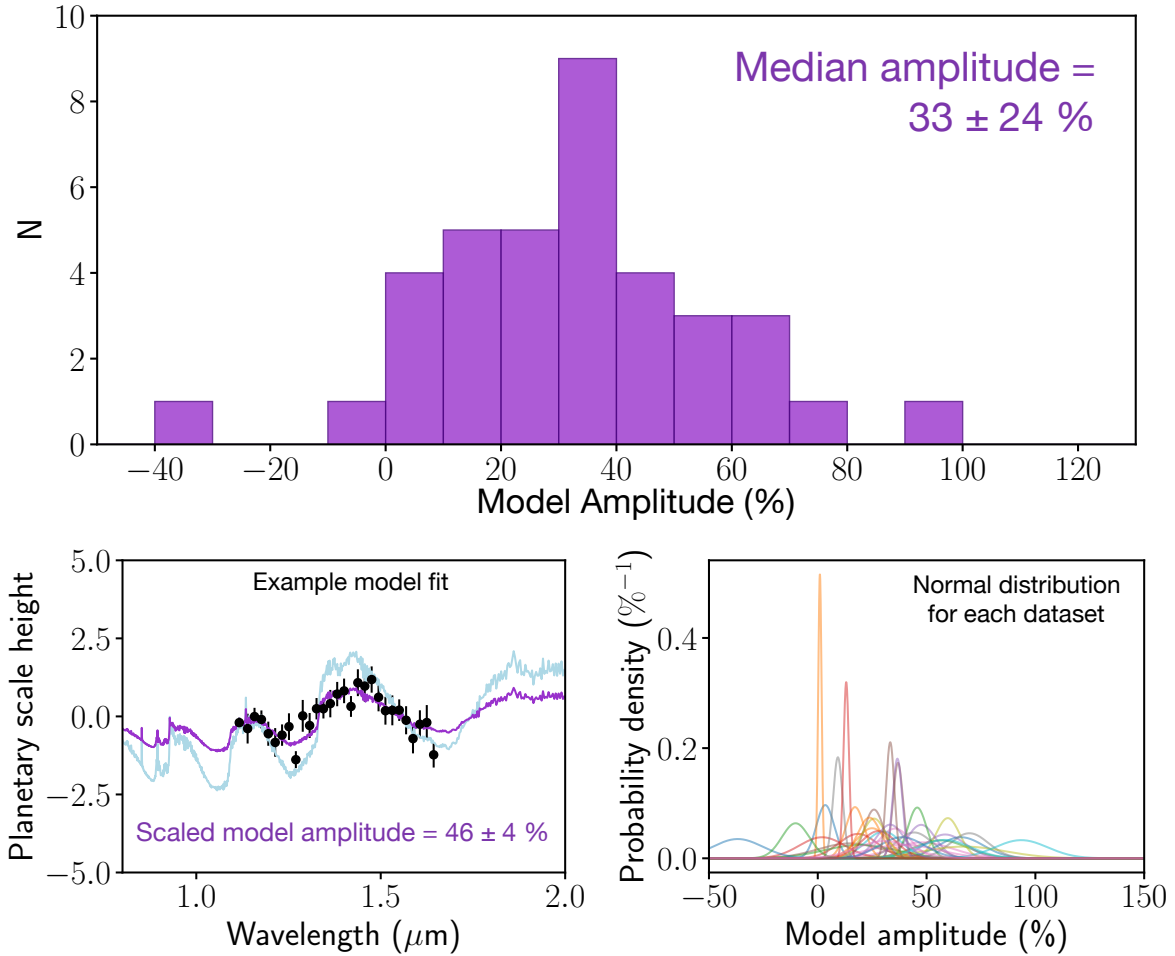 10
8
6
4
2
0
N
Median amplitude =
33 ± 24 %
−40 −20 0 20 40 60 80 100 120
Model Amplitude (%)
5.0
2.5
0.0
−2.5
−5.0
Planetary scale height
Example model fit
Scaled model amplitude = 46 ± 4 %
1.0 1.5 2.0
Wavelength (μm)
0.4
0.2
0.0
Probability density (%⁻¹)
Normal distribution
for each dataset
−50 0 50 100 150
Model amplitude (%)